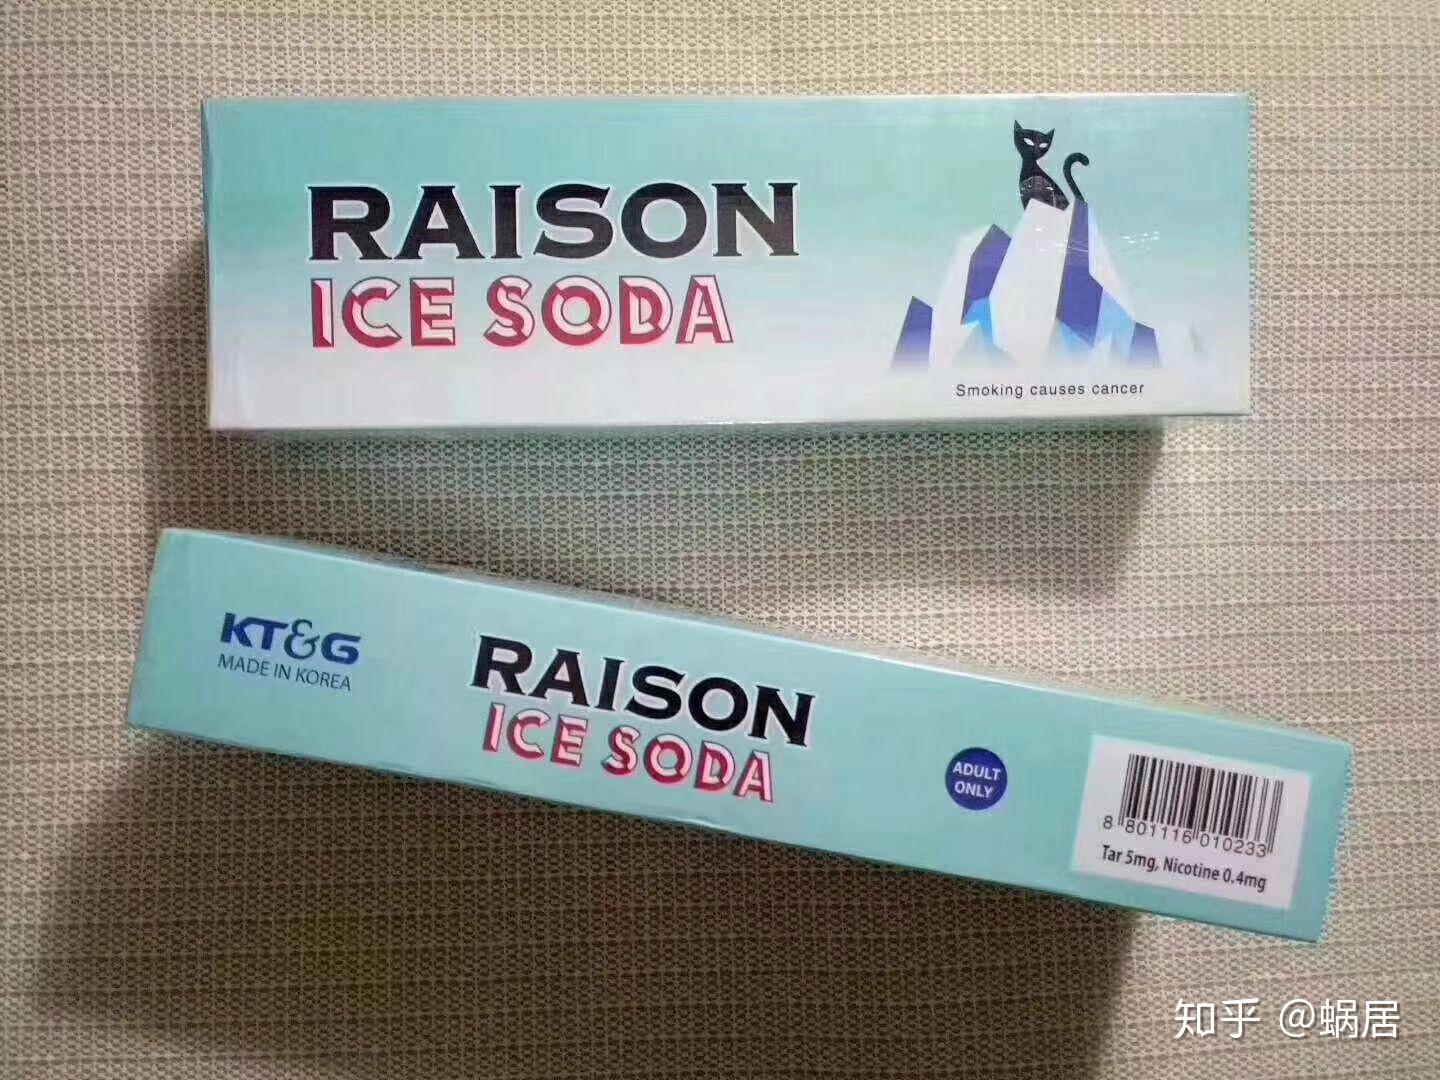 RAISON
ICE SODA
Smoking causes cancer
KT&G
MADE IN KOREA
RAISON
ICE SODA
ADULT
ONLY
8 801116 010233
Tar 5mg, Nicotine 0.4mg
知乎 @蜗居